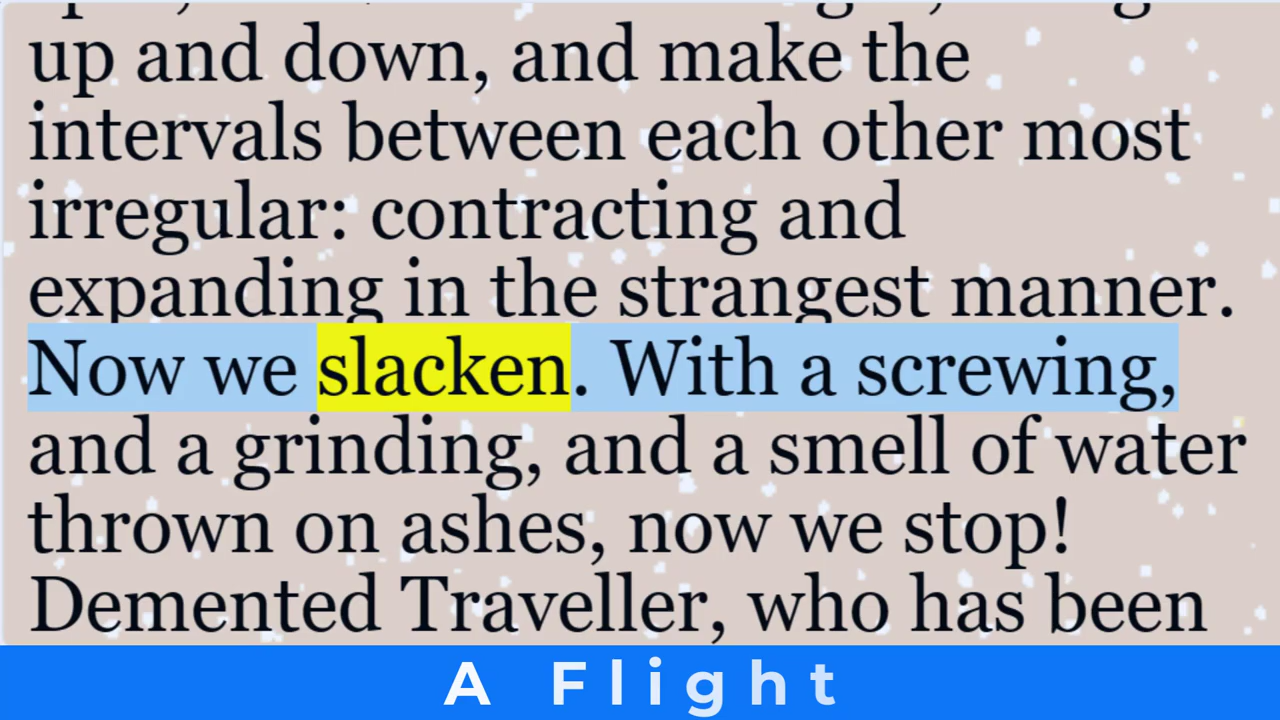 up and down, and make the
intervals between each other most
irregular: contracting and
expanding in the strangest manner.
Now we slacken. With a screwing,
and a grinding, and a smell of water
thrown on ashes, now we stop!
Demented Traveller, who has been
A Flight